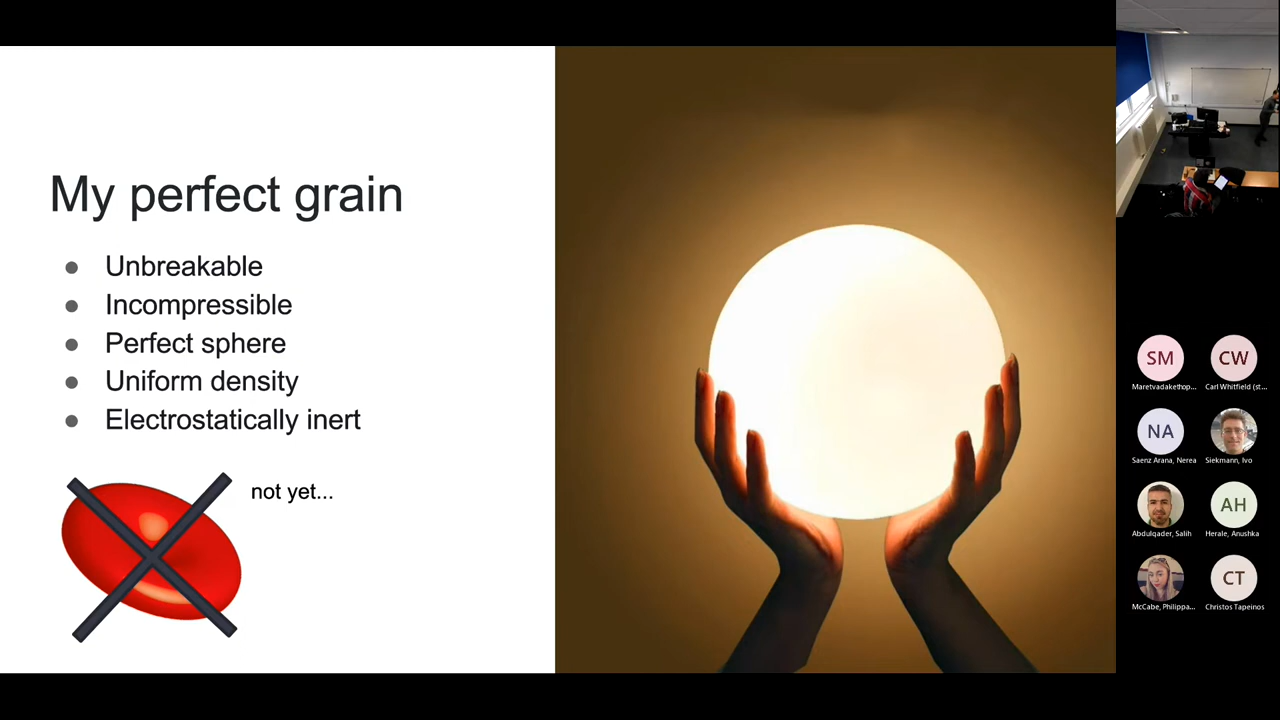 My perfect grain
Unbreakable
Incompressible
Perfect sphere
Uniform density
Electrostatically inert
not yet...
SM
Maretvadakethop...
CW
Carl Whitfield (st...
NA
Saenz Arana, Nerea
Siekmann, Ivo
Abdulqader, Salih
AH
Herale, Anushka
McCabe, Philippa...
CT
Christos Tapeinos